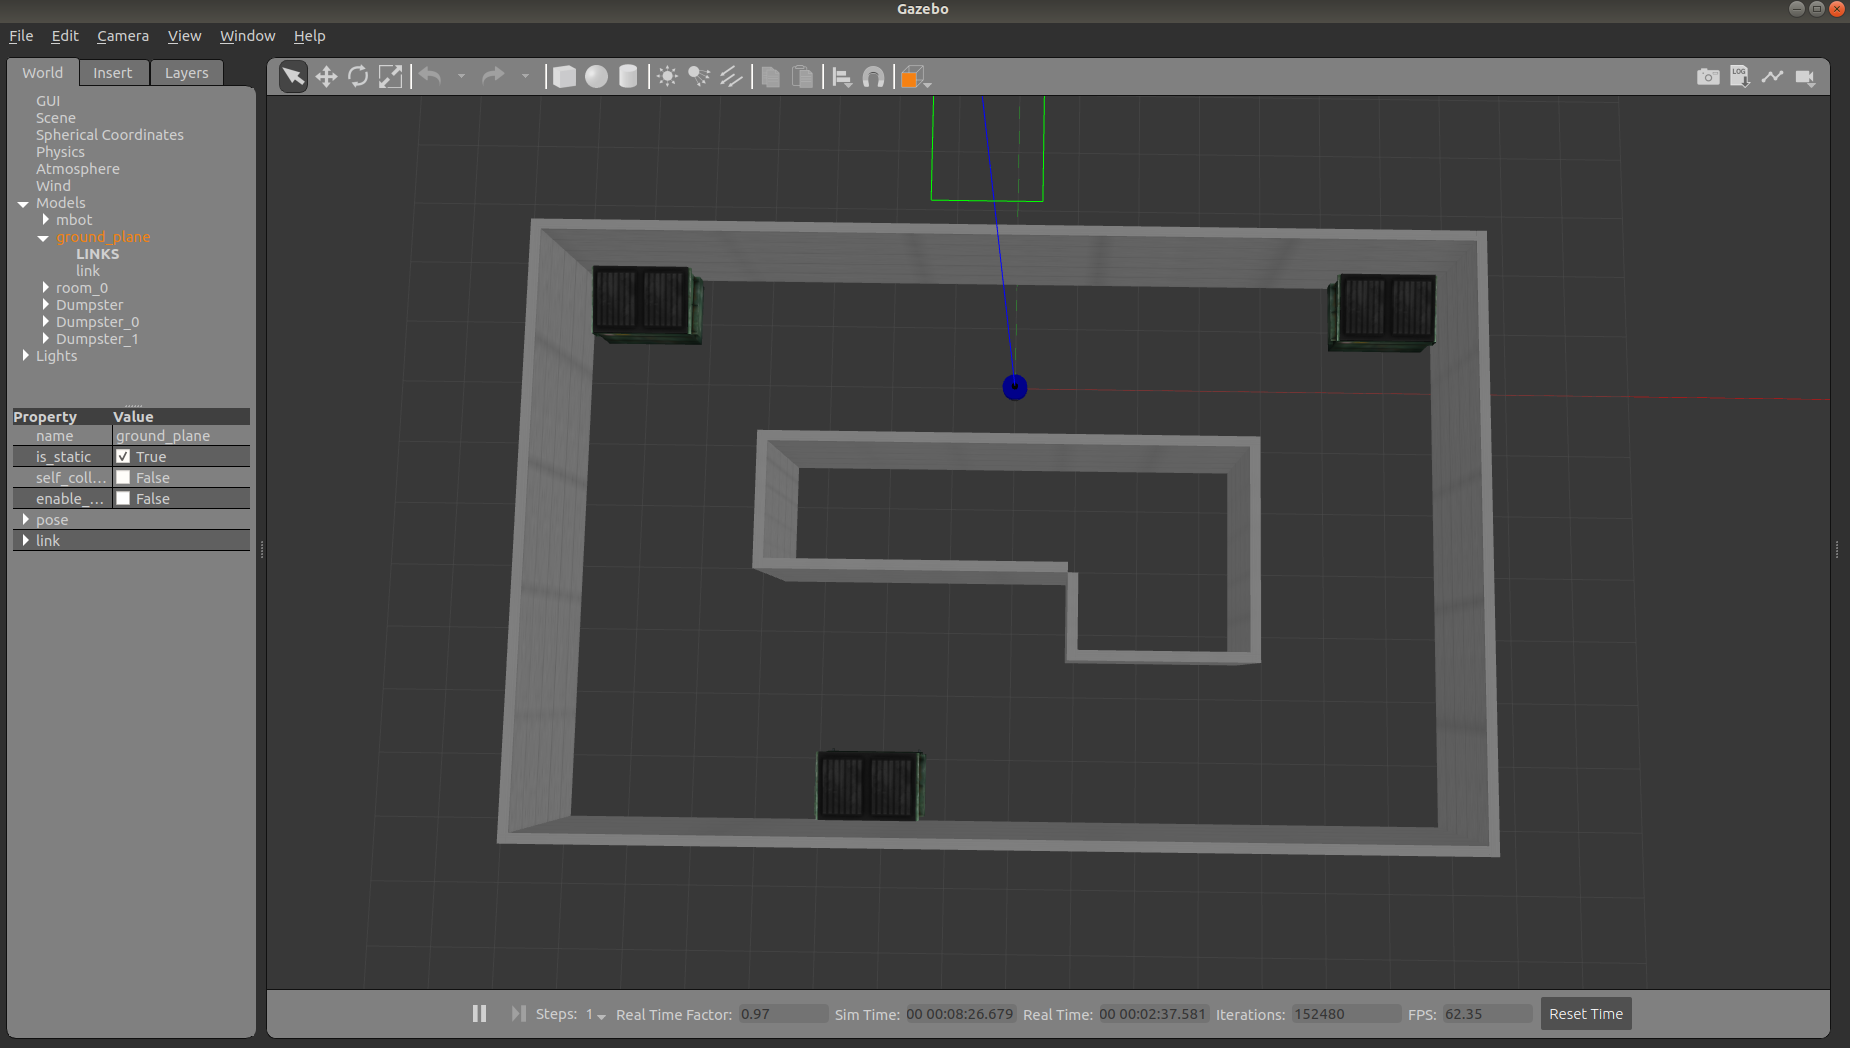 Gazebo
File Edit Camera View Window Help
World Insert Layers
GUI
Scene
Spherical Coordinates
Physics
Atmosphere
Wind
Models
mbot
ground_plane
LINKS
link
room_0
Dumpster
Dumpster_0
Dumpster_1
Lights
Property Value
name ground_plane
is_static True
self_coll... False
enable_... False
pose
link
LOG
Steps: 1 Real Time Factor: 0.97 Sim Time: 00 00:08:26.679 Real Time: 00 00:02:37.581 Iterations: 152480 FPS: 62.35 Reset Time